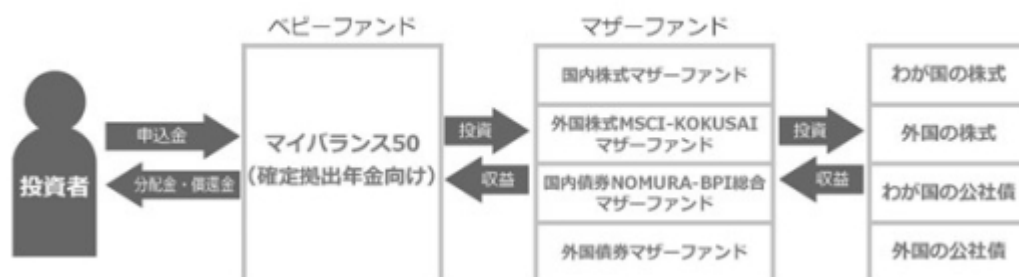 ベビーファンド
マザーファンド
投資者
申込金
分配金・償還金
マイバランス50
（確定拠出年金向け）
投資
収益
国内株式マザーファンド
外国株式MSCI-KOKUSAI
マザーファンド
国内債券NOMURA-BPI総合
マザーファンド
外国債券マザーファンド
投資
収益
わが国の株式
外国の株式
わが国の公社債
外国の公社債